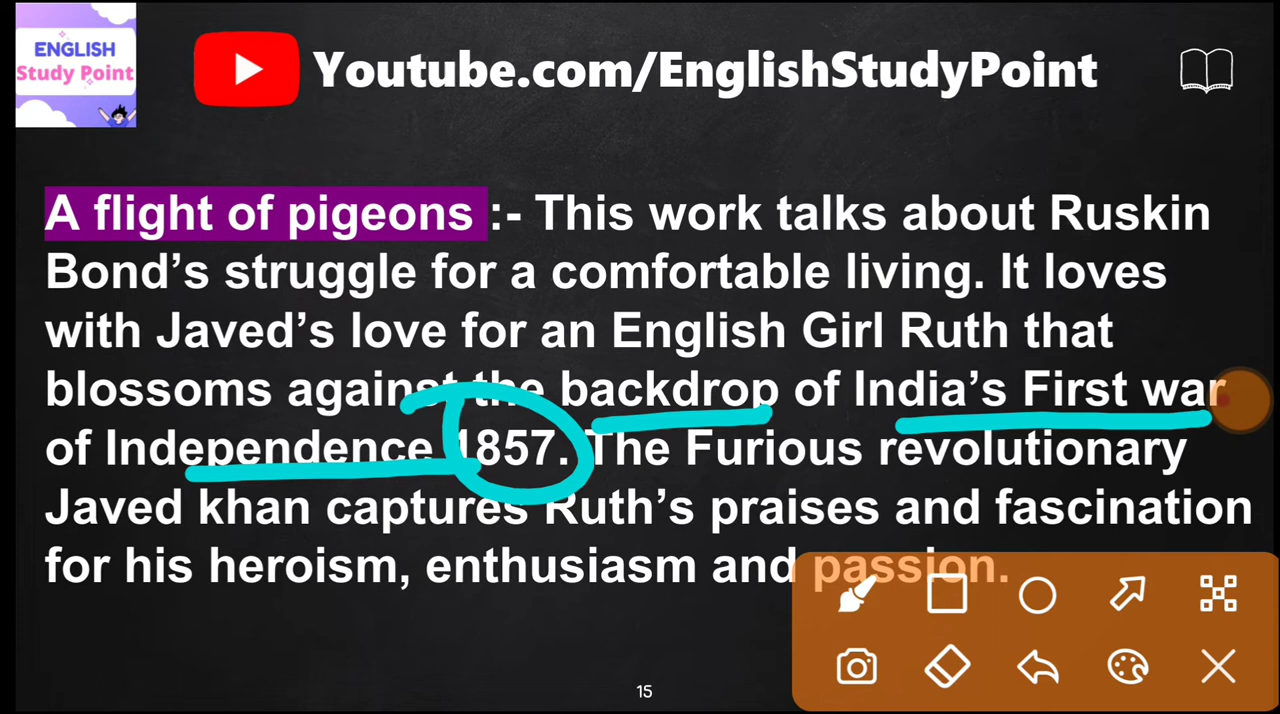 ENGLISH
Study Point
Youtube.com/EnglishStudyPoint
A flight of pigeons :- This work talks about Ruskin
Bond’s struggle for a comfortable living. It loves
with Javed’s love for an English Girl Ruth that
blossoms against the backdrop of India’s First war
of Independence 1857. The Furious revolutionary
Javed khan captures Ruth’s praises and fascination
for his heroism, enthusiasm and passion.
15